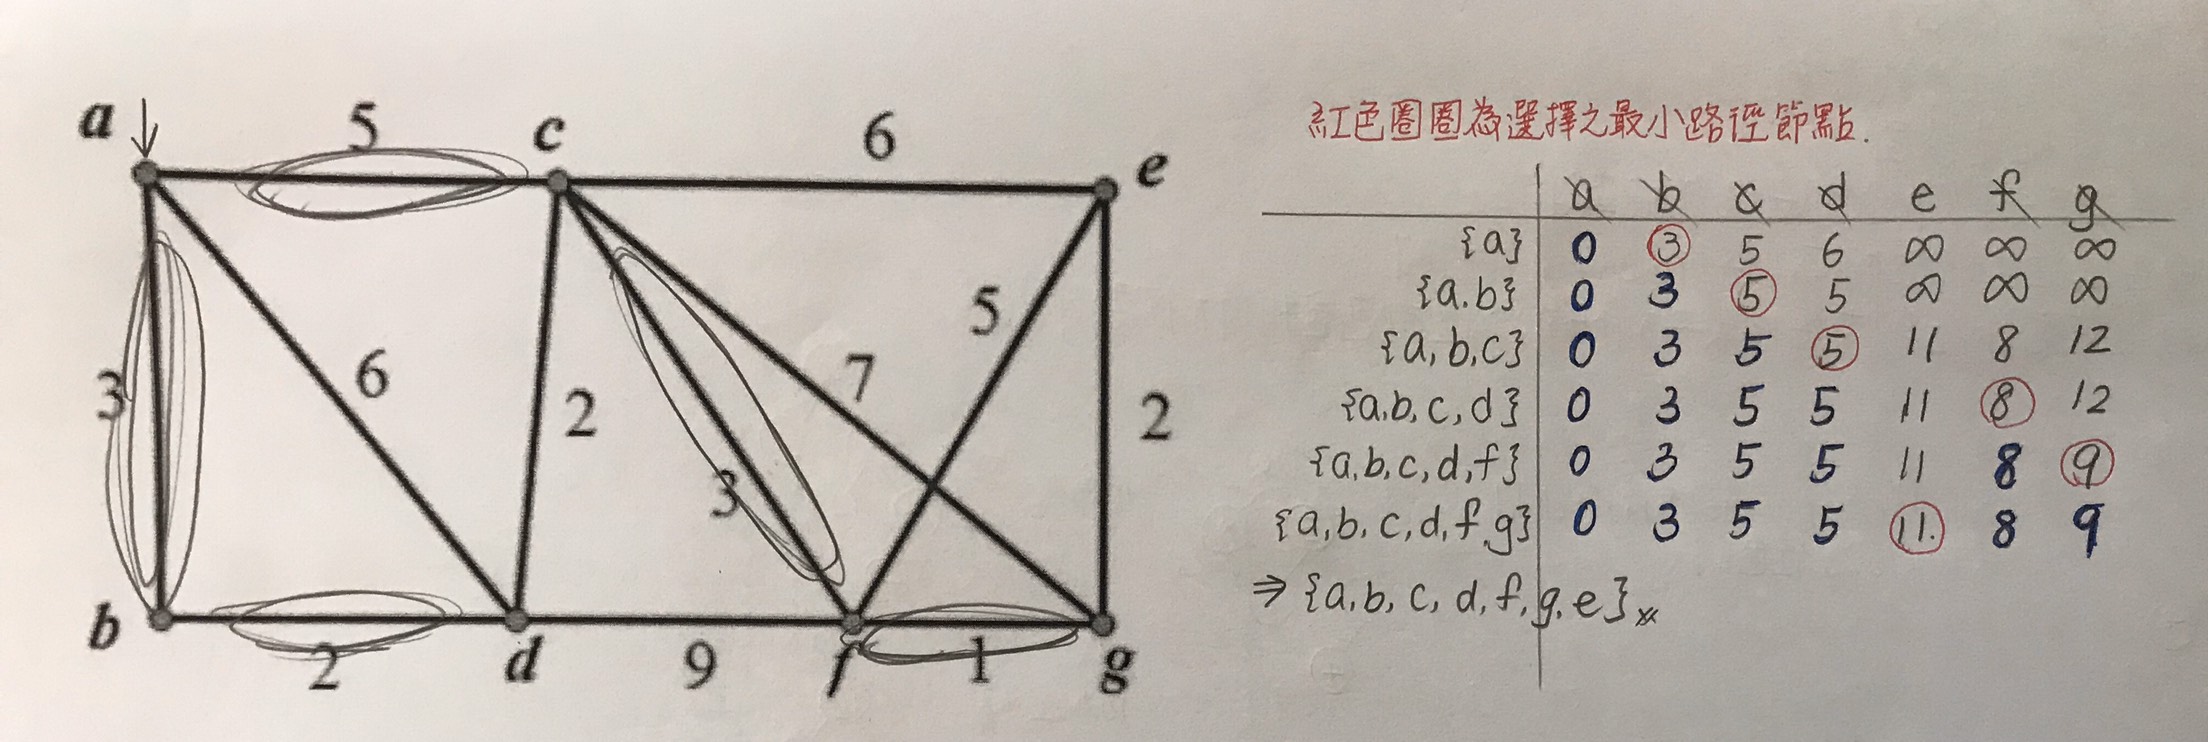 a 5 c 6 e
3 6 2 3 7 5 2
b 2 d 9 f 1 g
紅色圈圈為選擇之最小路徑節點.
a b c d e f g
{a} 0 3 5 6 ∞ ∞ ∞
{a.b} 0 3 5 5 ∞ ∞ ∞
{a,b,c} 0 3 5 5 11 8 12
{a.b,c,d} 0 3 5 5 11 8 12
{a,b,c,d,f} 0 3 5 5 11 8 9
{a,b,c,d,f,g} 0 3 5 5 11. 8 9
⇒ {a,b,c,d,f,g,e}